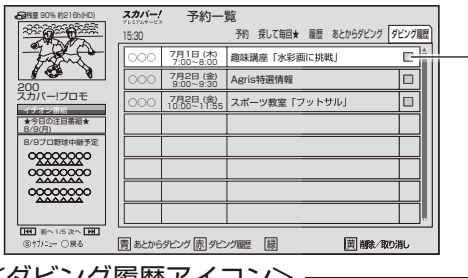 残量 90% 約216h(HD)
スカパー!
プレミアムサービス
予約一覧
15:30
予約 探して毎回★ 履歴 あとからダビング ダビング履歴
○○○ 7月1日(木) 7:00~8:00 趣味講座「水彩画に挑戦」
○○○ 7月2日(金) 9:00~9:30 Agris特選情報
○○○ 7月2日(金) 10:00~11:55 スポーツ教室「フットサル」
200
スカパー!プロモ
イチオシ番組
★今日の注目番組★
8/9(月)
8/9プロ野球中継予定
○○○○○○○○
△△△△△△
○○○○○○○○
△△△△△△
○○○○○○○○
△△△△△△
前へ 1/5 次へ
Ⓢサブメニュー ○戻る
青 あとからダビング 赤 ダビング履歴 緑 黄 削除/取り消し
<ダビング履歴アイコン>